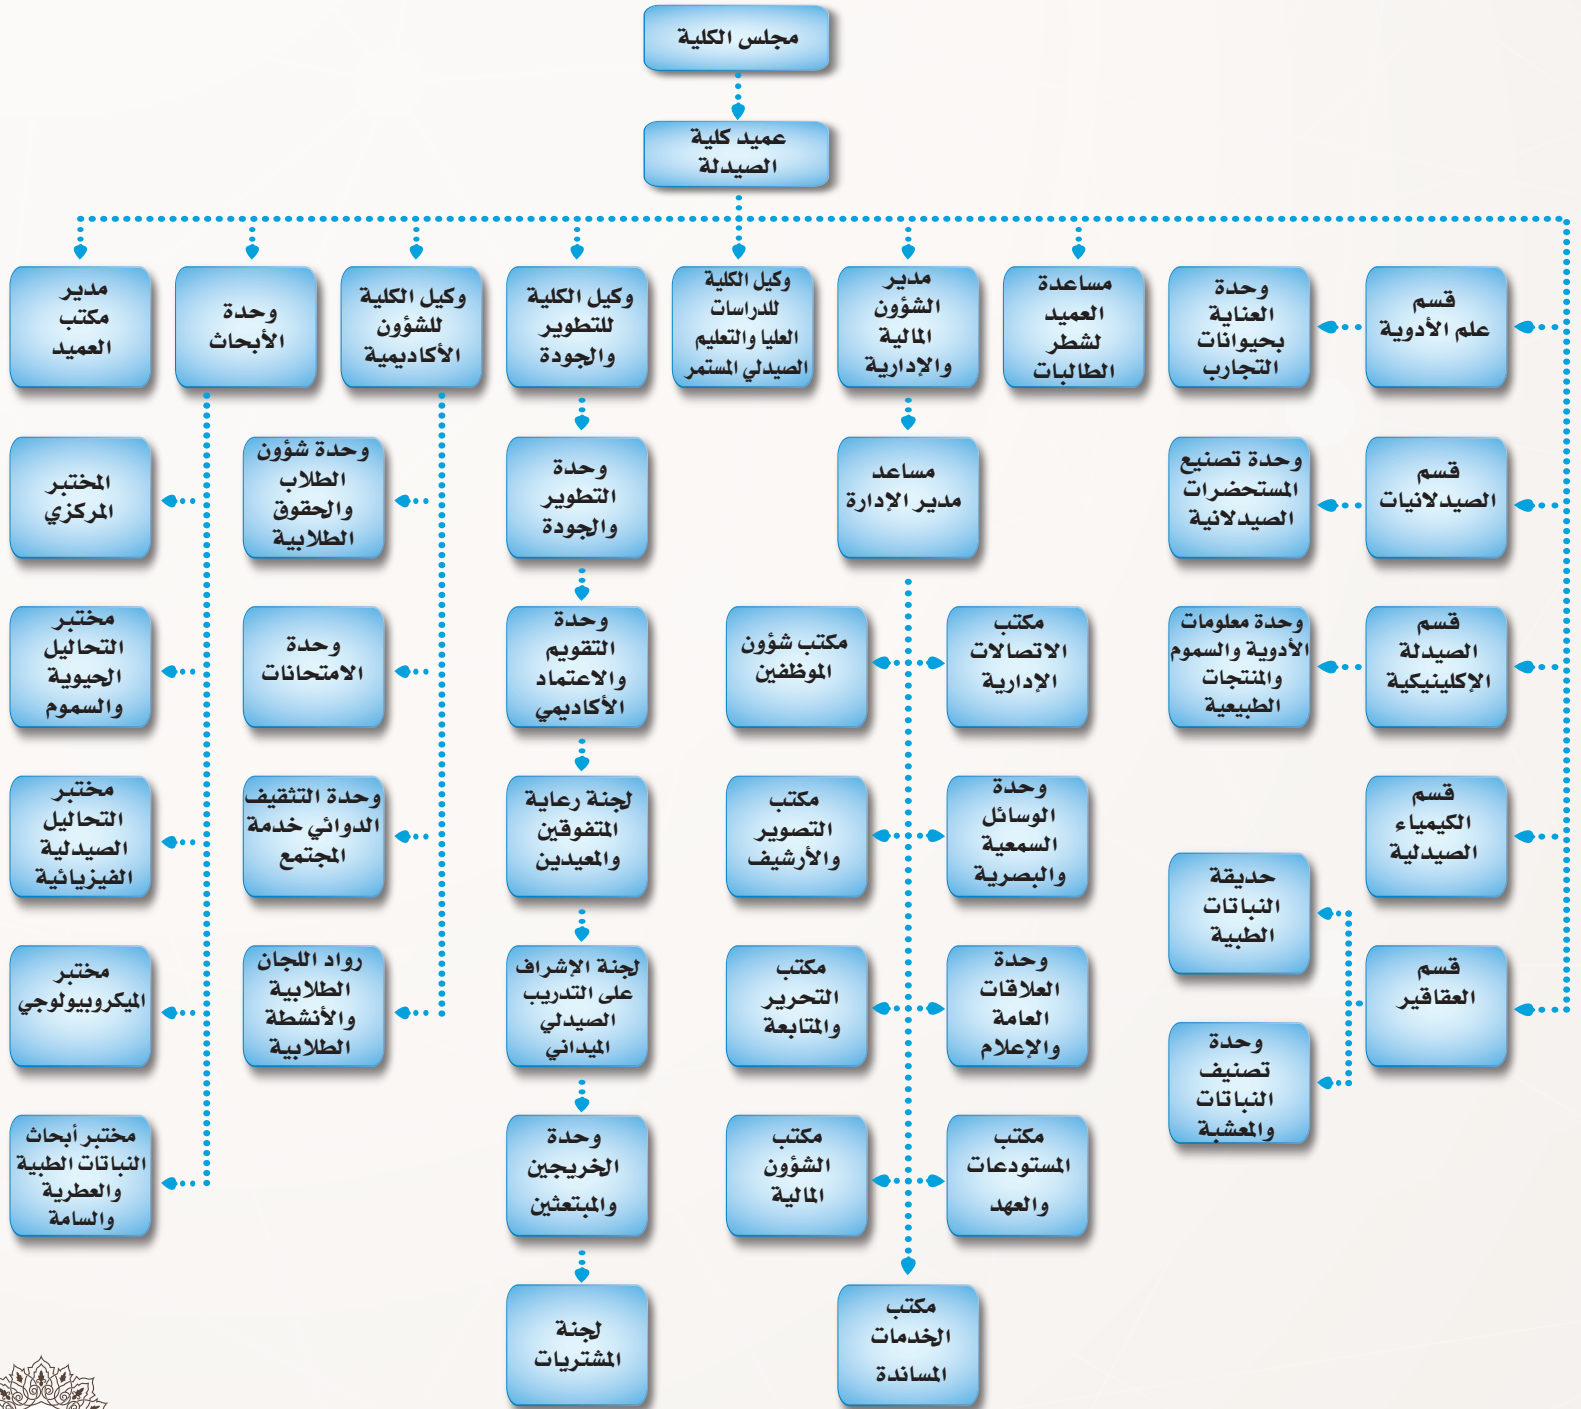 مجلس الكلية
عميد كلية
الصيدلة
قسم
علم الأدوية
وحدة
العناية
بحيوانات
التجارب
مساعدة
العميد
لشطر
الطالبات
مدير
الشؤون
المالية
والإدارية
وكيل الكلية
للدراسات
العليا والتعليم
الصيدلي المستمر
وكيل الكلية
للتطوير
والجودة
وكيل الكلية
للشؤون
الأكاديمية
وحدة
الأبحاث
مدير
مكتب
العميد
قسم
الصيدلانيات
وحدة تصنيع
المستحضرات
الصيدلانية
مساعد
مدير الإدارة
وحدة
التطوير
والجودة
وحدة شؤون
الطلاب
والحقوق
الطلابية
المختبر
المركزي
قسم
الصيدلة
الإكلينيكية
وحدة معلومات
الأدوية والسموم
والمنتجات
الطبيعية
مكتب
الاتصالات
الإدارية
مكتب شؤون
الموظفين
وحدة
التقويم
والاعتماد
الأكاديمي
وحدة
الامتحانات
مختبر
التحاليل
الحيوية
والسموم
قسم
الكيمياء
الصيدلية
وحدة
الوسائل
السمعية
والبصرية
مكتب
التصوير
والأرشيف
لجنة رعاية
المتفوقين
والمعيدين
وحدة التثقيف
الدوائي خدمة
المجتمع
مختبر
التحاليل
الصيدلية
الفيزيائية
حديقة
النباتات
الطبية
قسم
العقاقير
وحدة
العلاقات
العامة
والإعلام
مكتب
التحرير
والمتابعة
لجنة الإشراف
على التدريب
الصيدلي
الميداني
رواد اللجان
الطلابية
والأنشطة
الطلابية
مختبر
الميكروبيولوجي
وحدة
تصنيف
النباتات
والمعشبة
مكتب
المستودعات
والعهد
مكتب
الشؤون
المالية
وحدة
الخريجين
والمبتعثين
مختبر أبحاث
النباتات الطبية
والعطرية
والسامة
مكتب
الخدمات
المساندة
لجنة
المشتريات